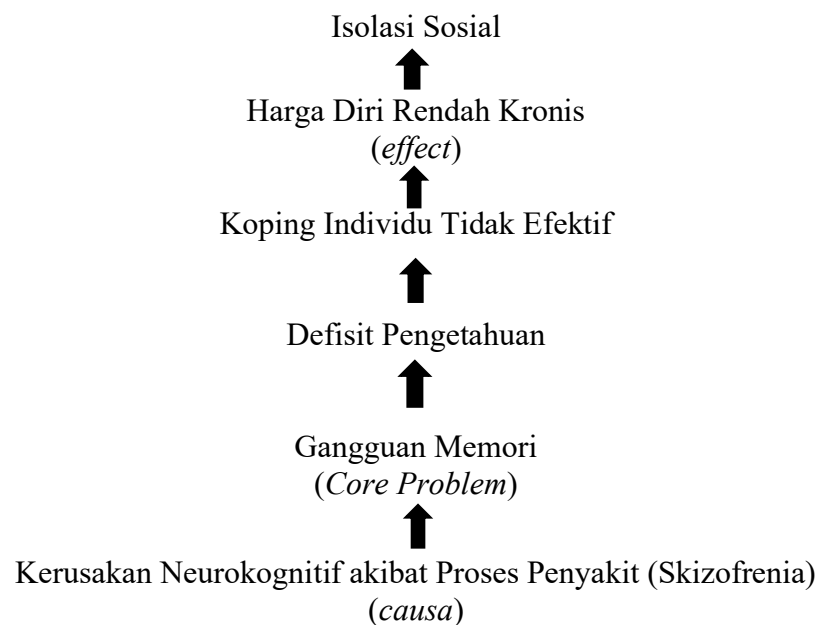 Isolasi Sosial
Harga Diri Rendah Kronis
(effect)
Koping Individu Tidak Efektif
Defisit Pengetahuan
Gangguan Memori
(Core Problem)
Kerusakan Neurokognitif akibat Proses Penyakit (Skizofrenia)
(causa)